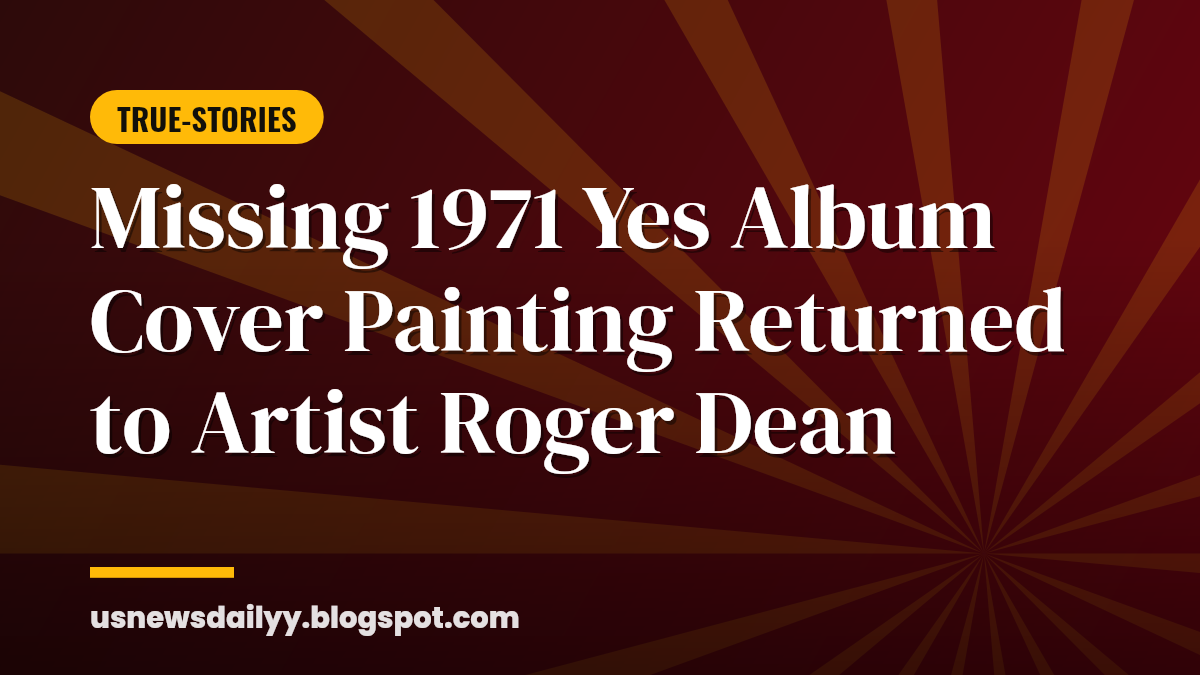 TRUE-STORIES
Missing 1971 Yes Album
Cover Painting Returned
to Artist Roger Dean
usnewsdailyy.blogspot.com